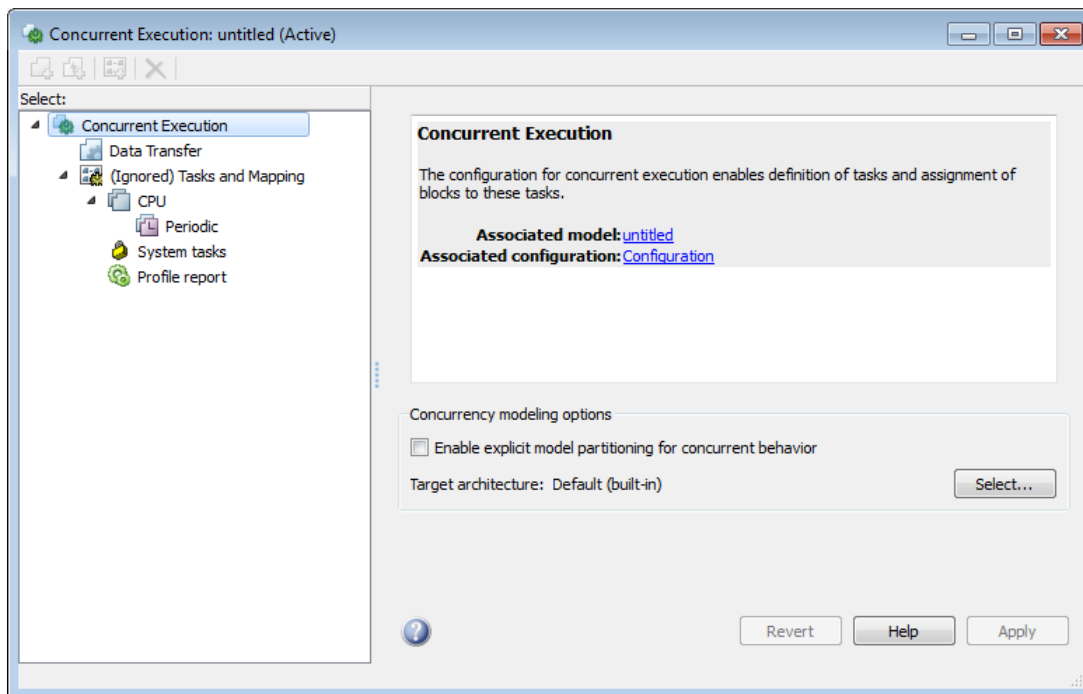 Concurrent Execution: untitled (Active)
Select:
Concurrent Execution
Data Transfer
(Ignored) Tasks and Mapping
CPU
Periodic
System tasks
Profile report
Concurrent Execution
The configuration for concurrent execution enables definition of tasks and assignment of
blocks to these tasks.
Associated model: untitled
Associated configuration: Configuration
Concurrency modeling options
Enable explicit model partitioning for concurrent behavior
Target architecture: Default (built-in) Select...
? Revert Help Apply